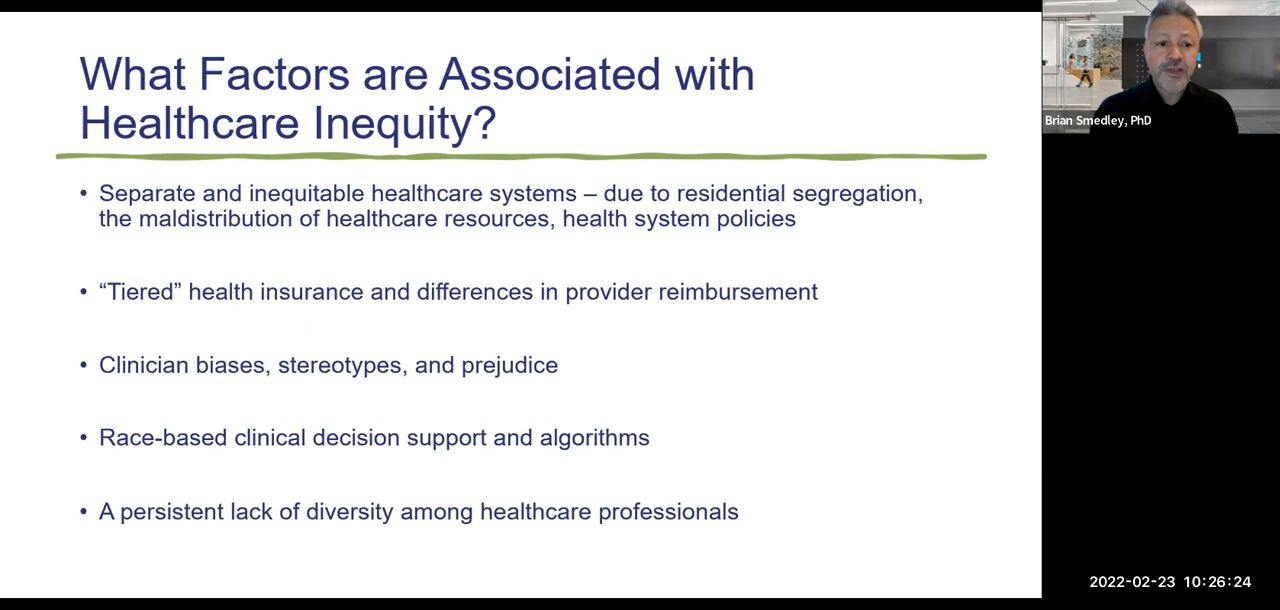 What Factors are Associated with
Healthcare Inequity?
• Separate and inequitable healthcare systems – due to residential segregation,
the maldistribution of healthcare resources, health system policies
• “Tiered” health insurance and differences in provider reimbursement
• Clinician biases, stereotypes, and prejudice
• Race-based clinical decision support and algorithms
• A persistent lack of diversity among healthcare professionals
Brian Smedley, PhD
2022-02-23 10:26:24